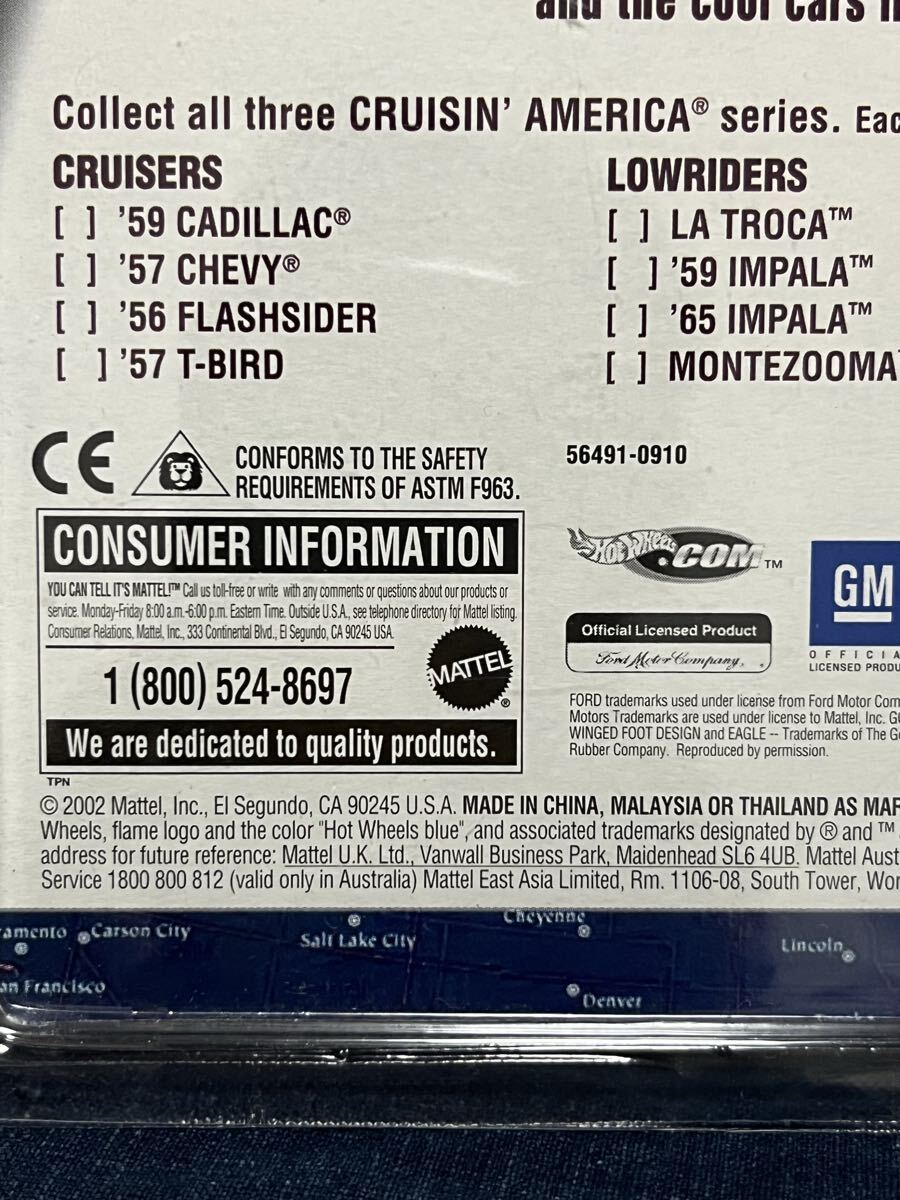 and the cool cars
Collect all three CRUISIN' AMERICA® series. Eac
CRUISERS
[ ] '59 CADILLAC®
[ ] '57 CHEVY®
[ ] '56 FLASHSIDER
[ ] '57 T-BIRD
LOWRIDERS
[ ] LA TROCA™
[ ] '59 IMPALA™
[ ] '65 IMPALA™
[ ] MONTEZOOMA
CE
CONFORMS TO THE SAFETY
REQUIREMENTS OF ASTM F963.
56491-0910
CONSUMER INFORMATION
YOU CAN TELL IT'S MATTEL!™ Call us toll-free or write with any comments or questions about our products or
service. Monday-Friday 8:00 a.m.-6:00 p.m. Eastern Time. Outside U.S.A., see telephone directory for Mattel listing.
Consumer Relations, Mattel, Inc., 333 Continental Blvd., El Segundo, CA 90245 USA.
1 (800) 524-8697
MATTEL®
We are dedicated to quality products.
TPN
Hot Wheels.COM™
Official Licensed Product
Ford Motor Company.
GM
OFFICIA
LICENSED PRODU
FORD trademarks used under license from Ford Motor Com
Motors Trademarks are used under license to Mattel, Inc. G
WINGED FOOT DESIGN and EAGLE -- Trademarks of The G
Rubber Company. Reproduced by permission.
© 2002 Mattel, Inc., El Segundo, CA 90245 U.S.A. MADE IN CHINA, MALAYSIA OR THAILAND AS MAR
Wheels, flame logo and the color "Hot Wheels blue", and associated trademarks designated by ® and ™
address for future reference: Mattel U.K. Ltd., Vanwall Business Park, Maidenhead SL6 4UB. Mattel Aust
Service 1800 800 812 (valid only in Australia) Mattel East Asia Limited, Rm. 1106-08, South Tower, Wor
ramento
Carson City
Salt Lake City
Cheyenne
Lincoln
an Francisco
Denver